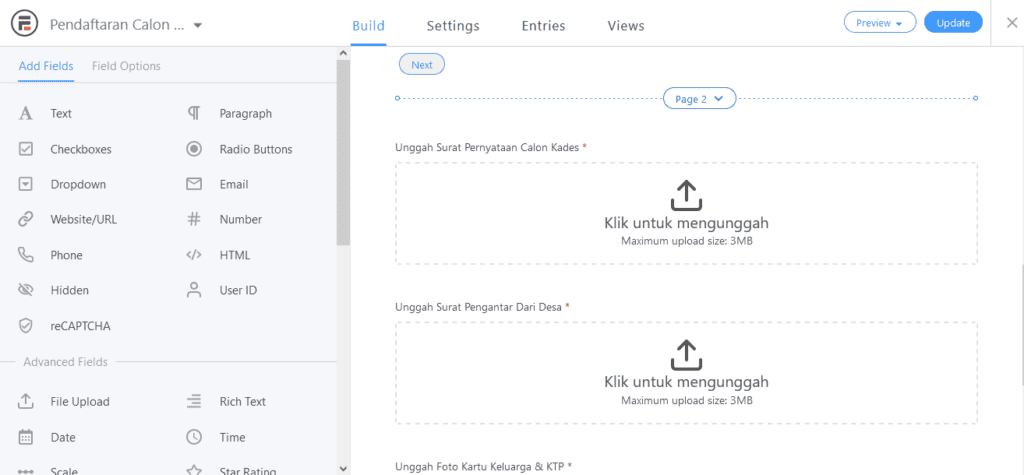 Pendaftaran Calon ...
Build
Settings
Entries
Views
Preview
Update
Add Fields
Field Options
Text
Paragraph
Checkboxes
Radio Buttons
Dropdown
Email
Website/URL
Number
Phone
HTML
Hidden
User ID
reCAPTCHA
Advanced Fields
File Upload
Rich Text
Date
Time
Scale
Star Rating
Next
Page 2
Unggah Surat Pernyataan Calon Kades *
Klik untuk mengunggah
Maximum upload size: 3MB
Unggah Surat Pengantar Dari Desa *
Klik untuk mengunggah
Maximum upload size: 3MB
Unggah Foto Kartu Keluarga & KTP *